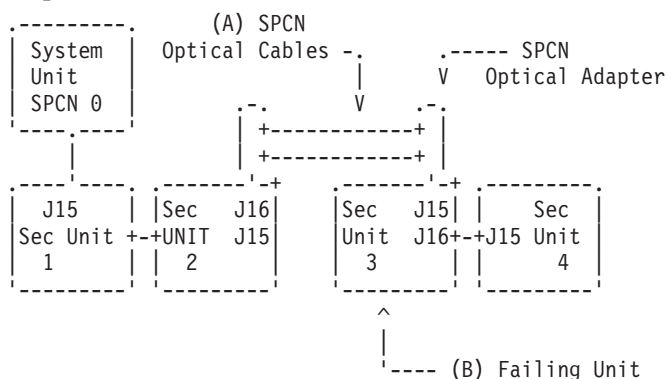 (A) SPCN
System Optical Cables SPCN
Unit V Optical Adapter
SPCN 0 V
J15 Sec J16 Sec J15 Sec
Sec Unit UNIT J15 Unit J16 J15 Unit
1 2 3 4
(B) Failing Unit